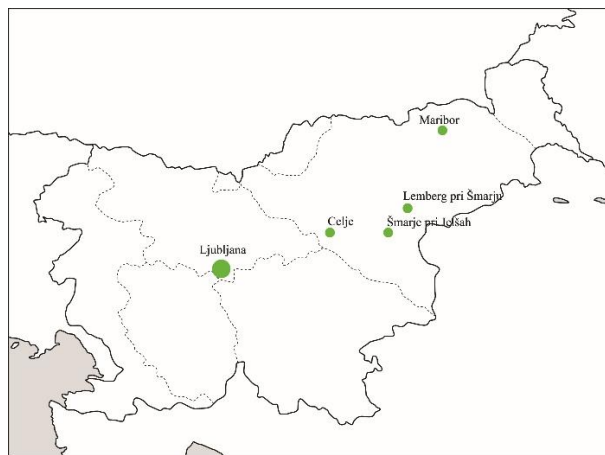 Maribor
Lemberg pri Šmarju
Celje
Šmarje pri Jelšah
Ljubljana